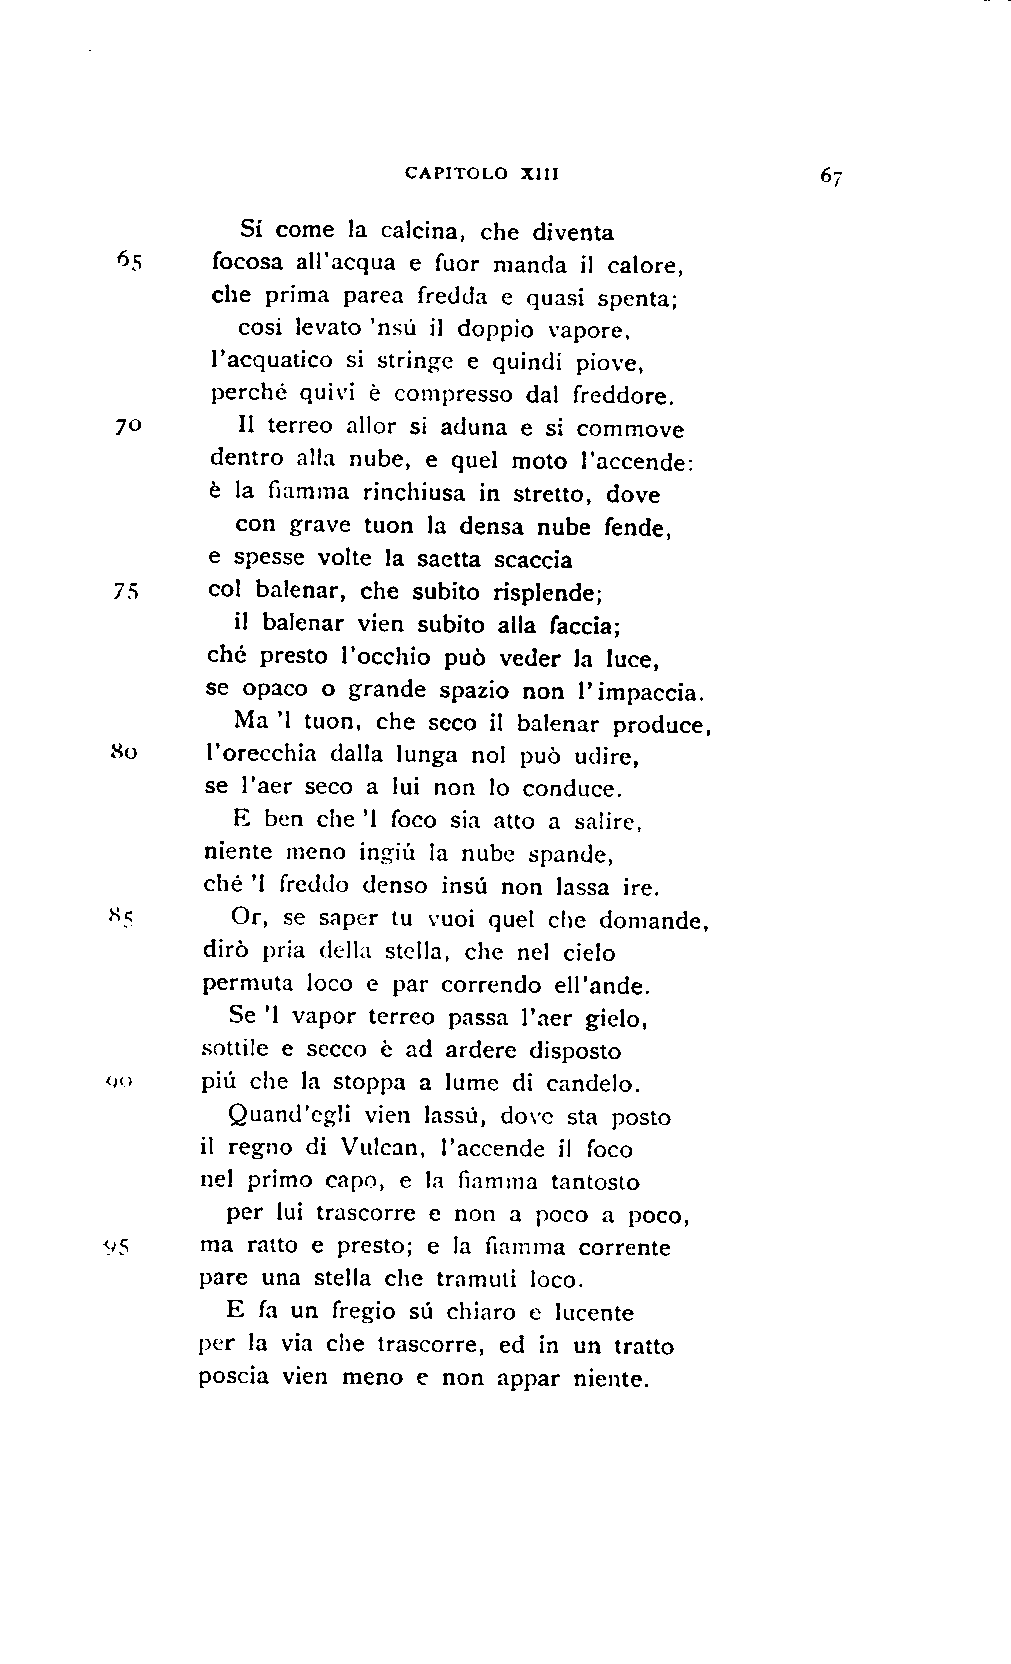 CAPITOLO XIII 67
Sí come la calcina, che diventa
65 focosa all'acqua e fuor manda il calore,
che prima parea fredda e quasi spenta;
cosi levato 'nsú il doppio vapore,
l'acquatico si stringe e quindi piove,
perché quivi è compresso dal freddore.
70 Il terreo allor si aduna e si commove
dentro alla nube, e quel moto l'accende:
è la fiamma rinchiusa in stretto, dove
con grave tuon la densa nube fende,
e spesse volte la saetta scaccia
75 col balenar, che subito risplende;
il balenar vien subito alla faccia;
ché presto l'occhio può veder la luce,
se opaco o grande spazio non l'impaccia.
Ma 'l tuon, che seco il balenar produce,
80 l'orecchia dalla lunga nol può udire,
se l'aer seco a lui non lo conduce.
E ben che 'l foco sia atto a salire,
niente meno ingiú la nube spande,
ché 'l freddo denso insú non lassa ire.
85 Or, se saper tu vuoi quel che domande,
dirò pria della stella, che nel cielo
permuta loco e par correndo ell'ande.
Se 'l vapor terreo passa l'aer gielo,
sottile e secco è ad ardere disposto
90 piú che la stoppa a lume di candelo.
Quand'egli vien lassú, dove sta posto
il regno di Vulcan, l'accende il foco
nel primo capo, e la fiamma tantosto
per lui trascorre e non a poco a poco,
95 ma ratto e presto; e la fiamma corrente
pare una stella che tramuti loco.
E fa un fregio sú chiaro e lucente
per la via che trascorre, ed in un tratto
poscia vien meno e non appar niente.